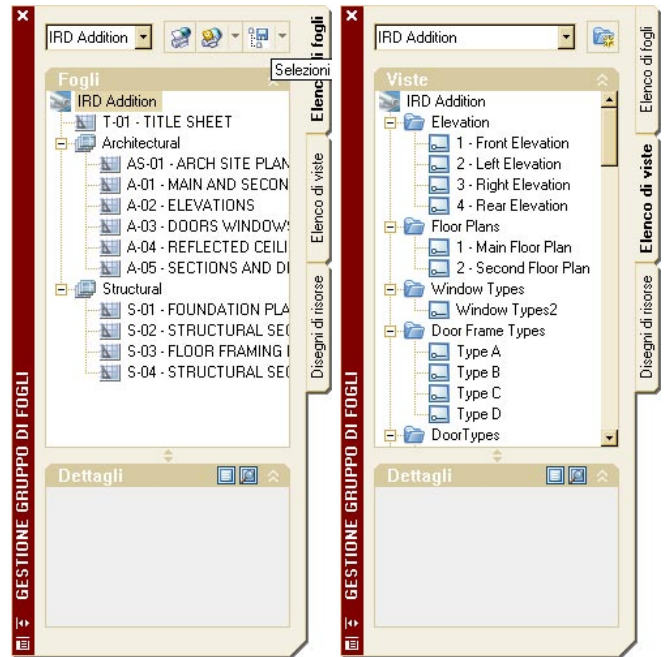 IRD Addition
Selezioni
Fogli
IRD Addition
T-01 - TITLE SHEET
Architectural
AS-01 - ARCH SITE PLAN
A-01 - MAIN AND SECON
A-02 - ELEVATIONS
A-03 - DOORS WINDOWS
A-04 - REFLECTED CEILI
A-05 - SECTIONS AND D
Structural
S-01 - FOUNDATION PLA
S-02 - STRUCTURAL SEC
S-03 - FLOOR FRAMING
S-04 - STRUCTURAL SEC
Dettagli
GESTIONE GRUPPO DI FOGLI
Elenco di fogli
Elenco di viste
Disegni di risorse
IRD Addition
Viste
IRD Addition
Elevation
1 - Front Elevation
2 - Left Elevation
3 - Right Elevation
4 - Rear Elevation
Floor Plans
1 - Main Floor Plan
2 - Second Floor Plan
Window Types
Window Types2
Door Frame Types
Type A
Type B
Type C
Type D
DoorTypes
Dettagli
GESTIONE GRUPPO DI FOGLI
Elenco di fogli
Elenco di viste
Disegni di risorse